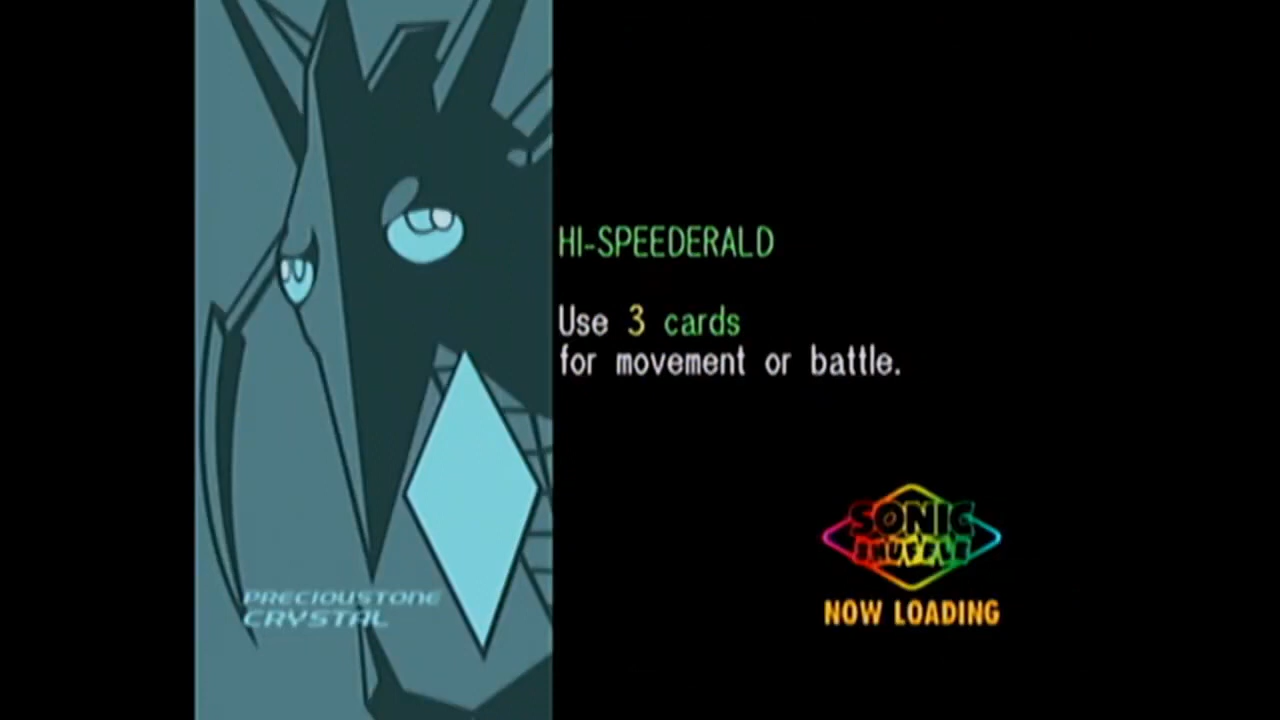 HI-SPEEDERALD
Use 3 cards
for movement or battle.
PRECIOUSTONE
CRYSTAL
SONIC
SHUFFLE
NOW LOADING